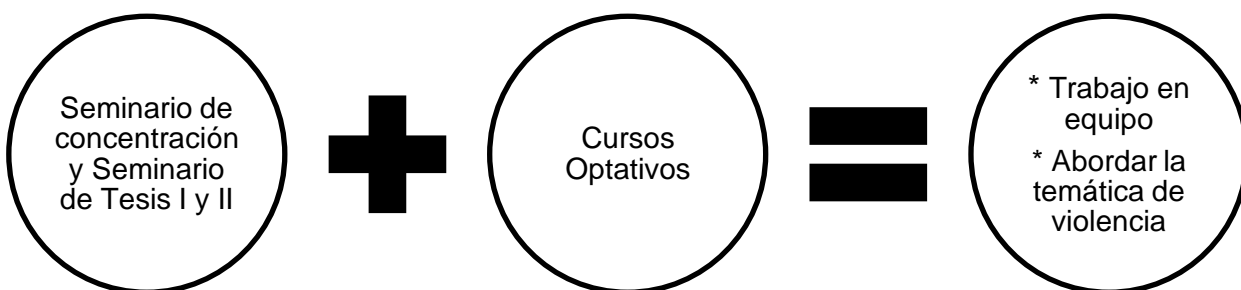 Seminario de
concentración
y Seminario
de Tesis I y II
Cursos
Optativos
* Trabajo en
equipo
* Abordar la
temática de
violencia